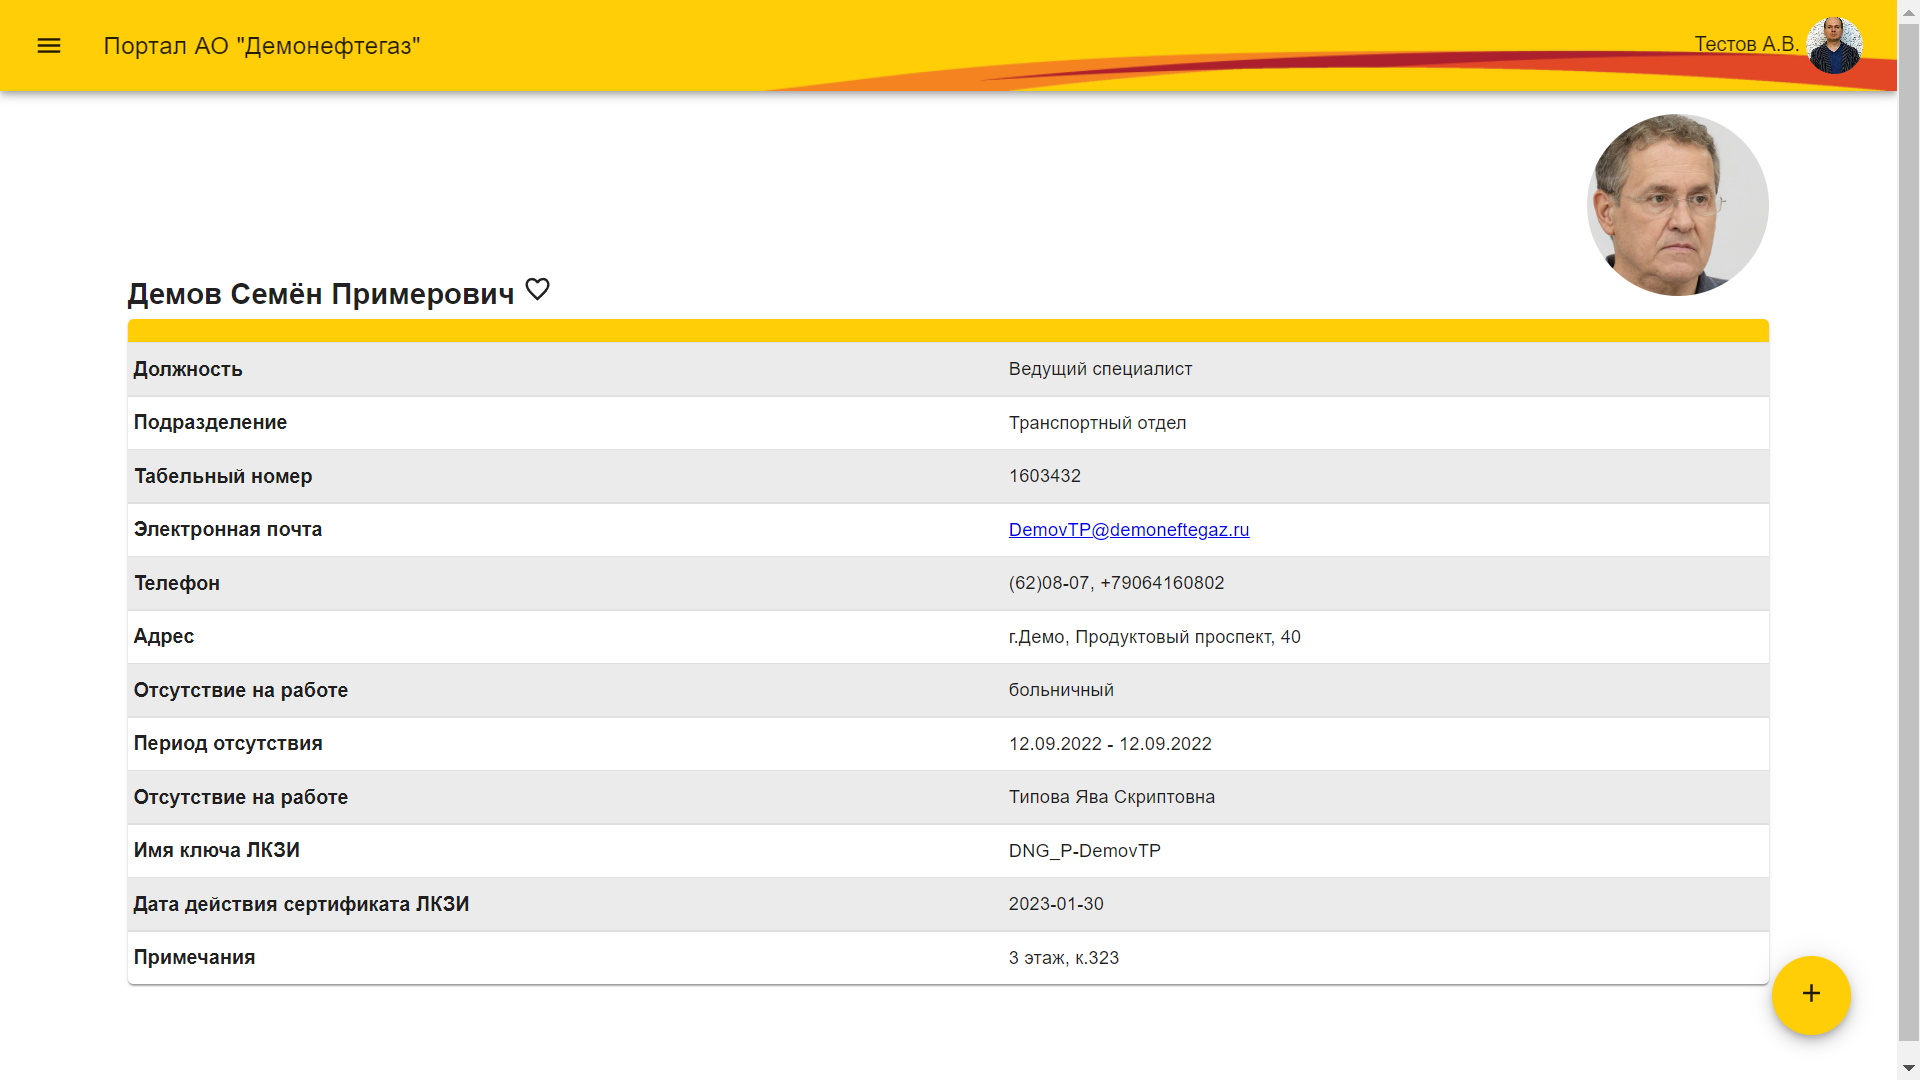 Портал АО "Демонефтегаз"
Тестов А.В.
Демов Семён Примерович
Должность Ведущий специалист
Подразделение Транспортный отдел
Табельный номер 1603432
Электронная почта DemovTP@demoneftegaz.ru
Телефон (62)08-07, +79064160802
Адрес г.Демо, Продуктовый проспект, 40
Отсутствие на работе больничный
Период отсутствия 12.09.2022 - 12.09.2022
Отсутствие на работе Типова Ява Скриптовна
Имя ключа ЛКЗИ DNG_P-DemovTP
Дата действия сертификата ЛКЗИ 2023-01-30
Примечания 3 этаж, к.323
+